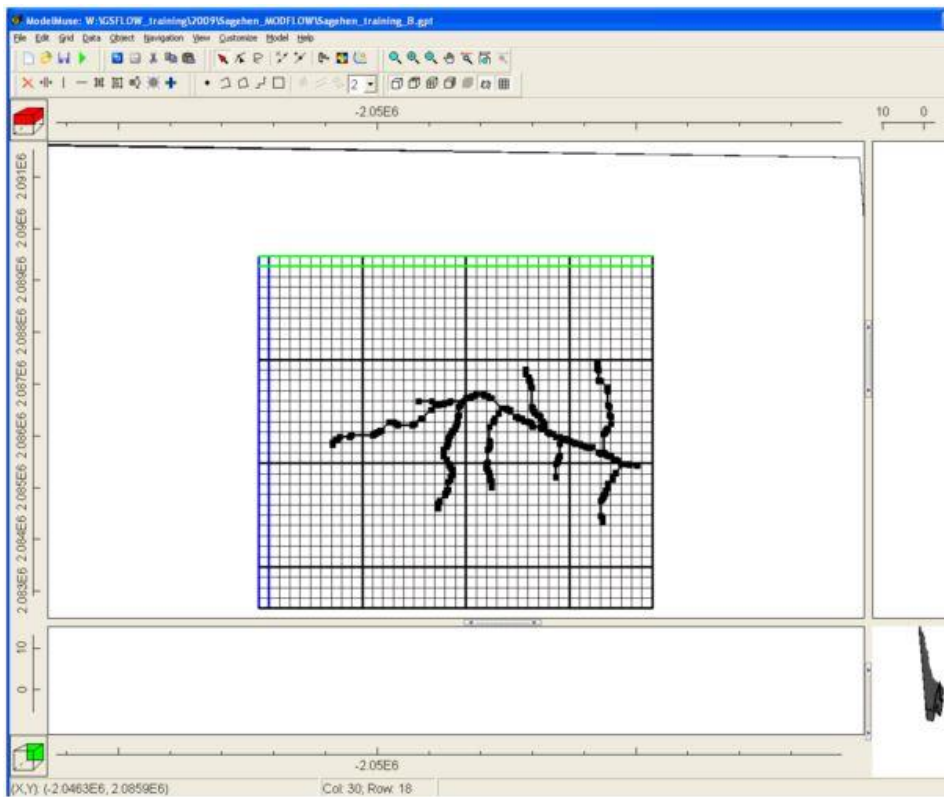 ModelMuse: W:\GSFLOW_training\2009\Sagehen_MODFLOW\Sagehen_training_B.gpt
File Edit Grid Data Object Navigation View Customize Model Help
2
-2.05E6
10 0
2.091E6
2.09E6
2.089E6
2.088E6
2.087E6
2.086E6
2.085E6
2.084E6
2.083E6
10
0
-2.05E6
(X,Y): (-2.0463E6, 2.0859E6) Col: 30, Row: 18